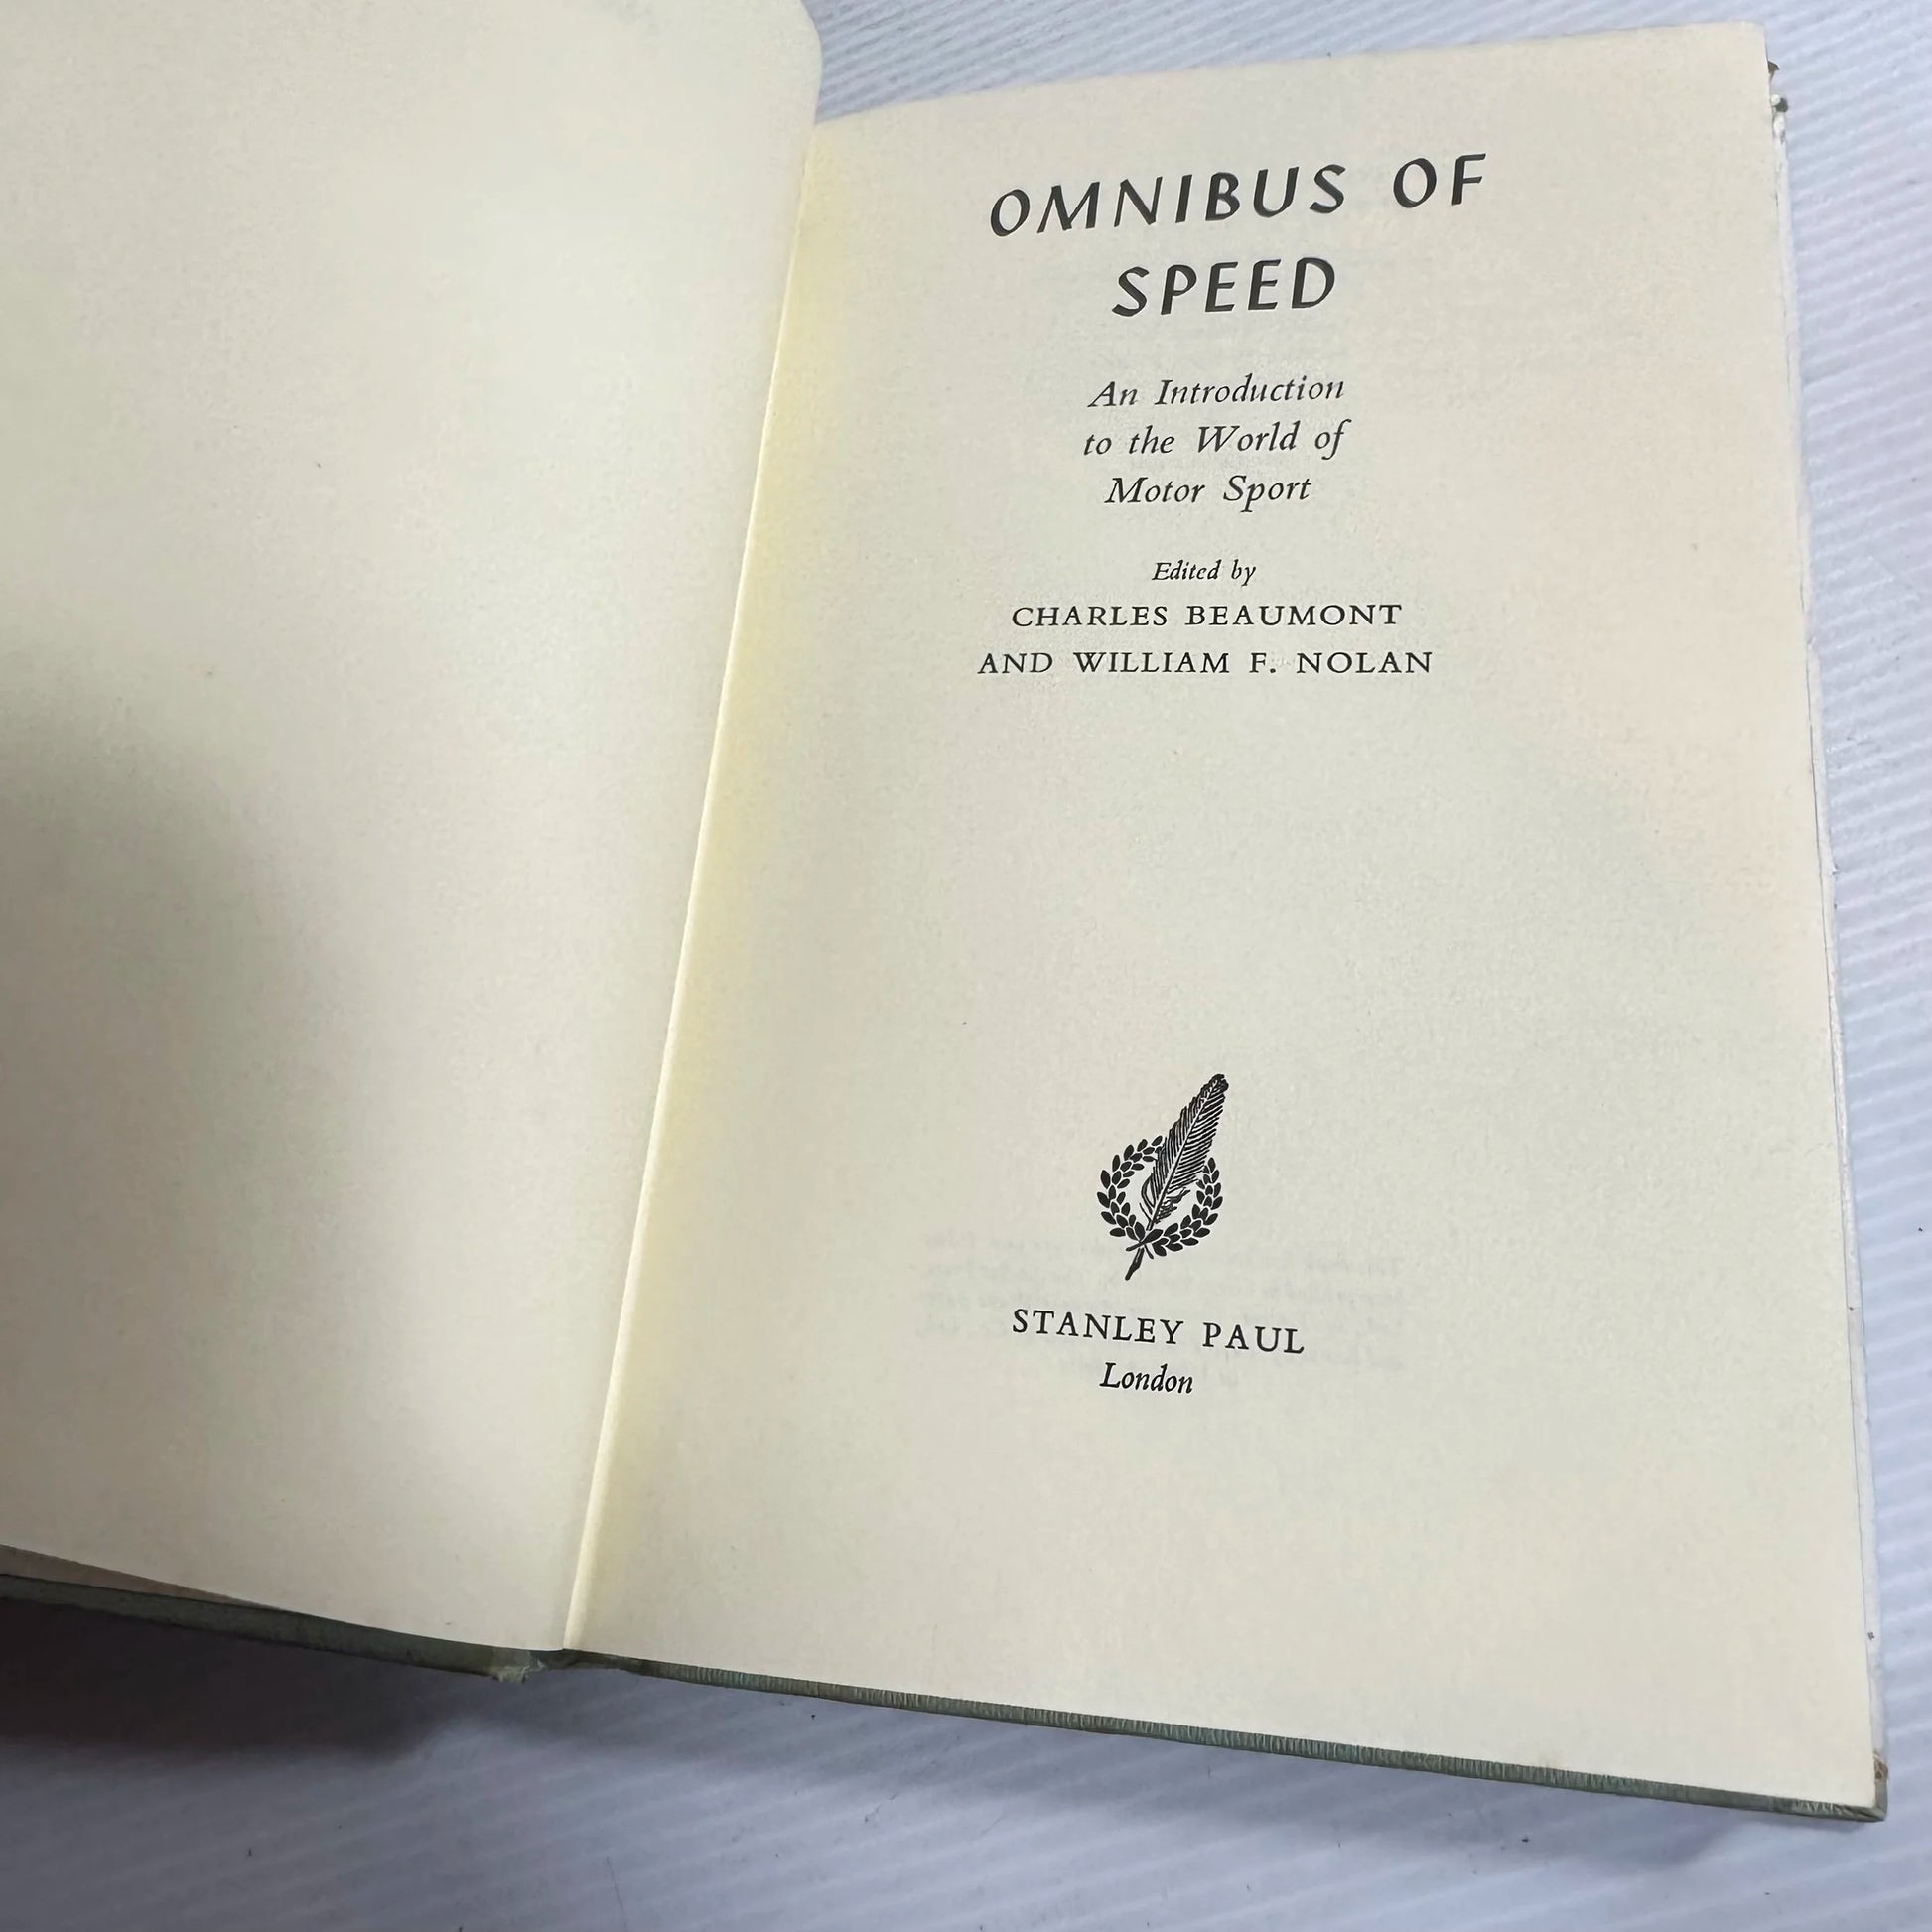 OMNIBUS OF
SPEED
An Introduction
to the World of
Motor Sport
Edited by
CHARLES BEAUMONT
AND WILLIAM F. NOLAN
STANLEY PAUL
London